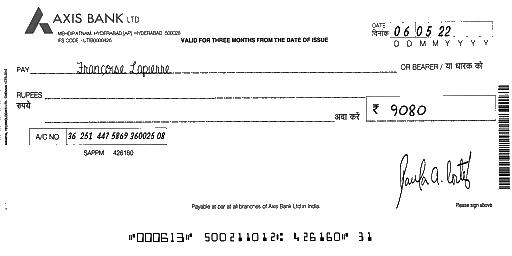 AXIS BANK LTD
MEHDIPATNAM, HYDERABAD [AP] HYDERABAD 500028
IFS CODE - UTIB0000426
VALID FOR THREE MONTHS FROM THE DATE OF ISSUE
DATE
दिनांक 06 05 22
D D M M Y Y Y Y
PAY Françoise Lapierre OR BEARER / या धारक को
RUPEES
रुपये
अदा करें ₹ 9080
A/C NO 36 251 447 5869 360025 08
SAPPM 426160
Paula A. Cortez
Payable at par at all branches of Axis Bank Ltd in India.
Please sign above
"000613" 500211012: 426160" 31